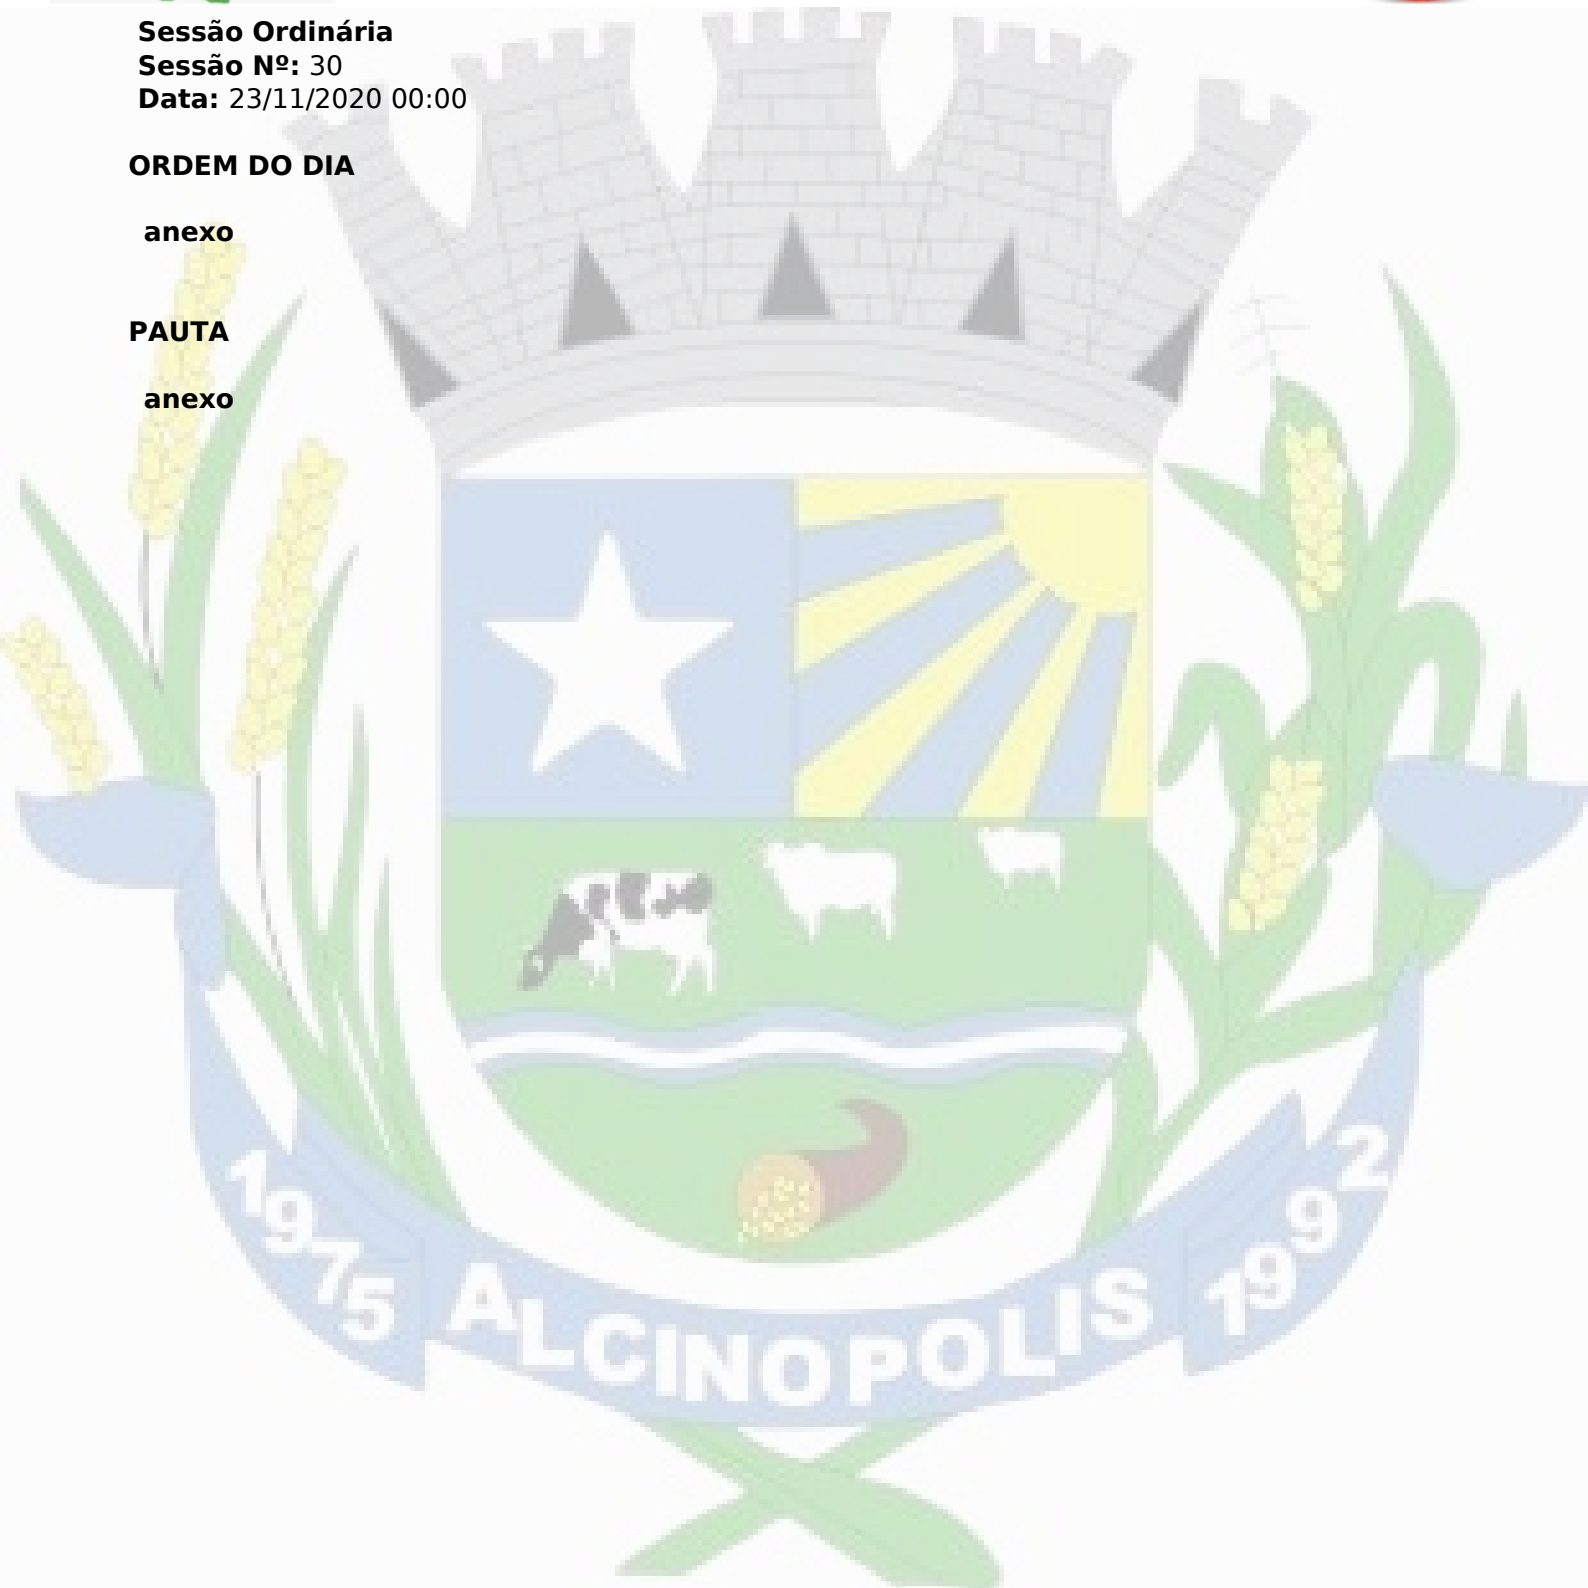 Sessão Ordinária
Sessão Nº: 30
Data: 23/11/2020 00:00
ORDEM DO DIA
anexo
PAUTA
anexo
1975 ALCINOPOLIS 1992